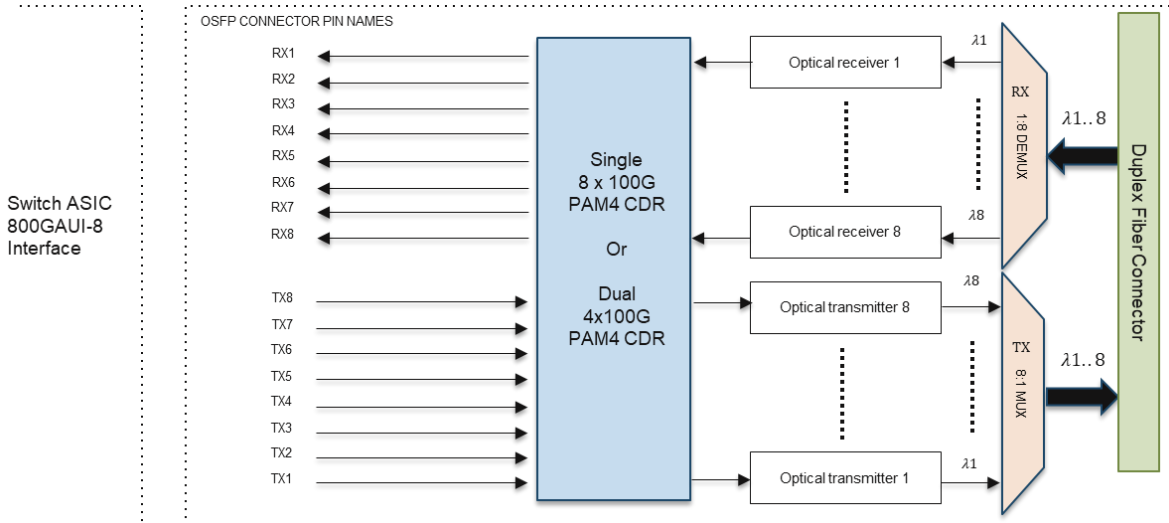 OSFP CONNECTOR PIN NAMES
RX1
RX2
RX3
RX4
RX5
RX6
RX7
RX8
TX8
TX7
TX6
TX5
TX4
TX3
TX2
TX1
Switch ASIC
800GAUI-8
Interface
Single
8 x 100G
PAM4 CDR
Or
Dual
4x100G
PAM4 CDR
Optical receiver 1
λ1
Optical receiver 8
λ8
Optical transmitter 8
λ8
Optical transmitter 1
λ1
RX
1:8 DEMUX
λ1..8
TX
8:1 MUX
λ1..8
Duplex Fiber Connector